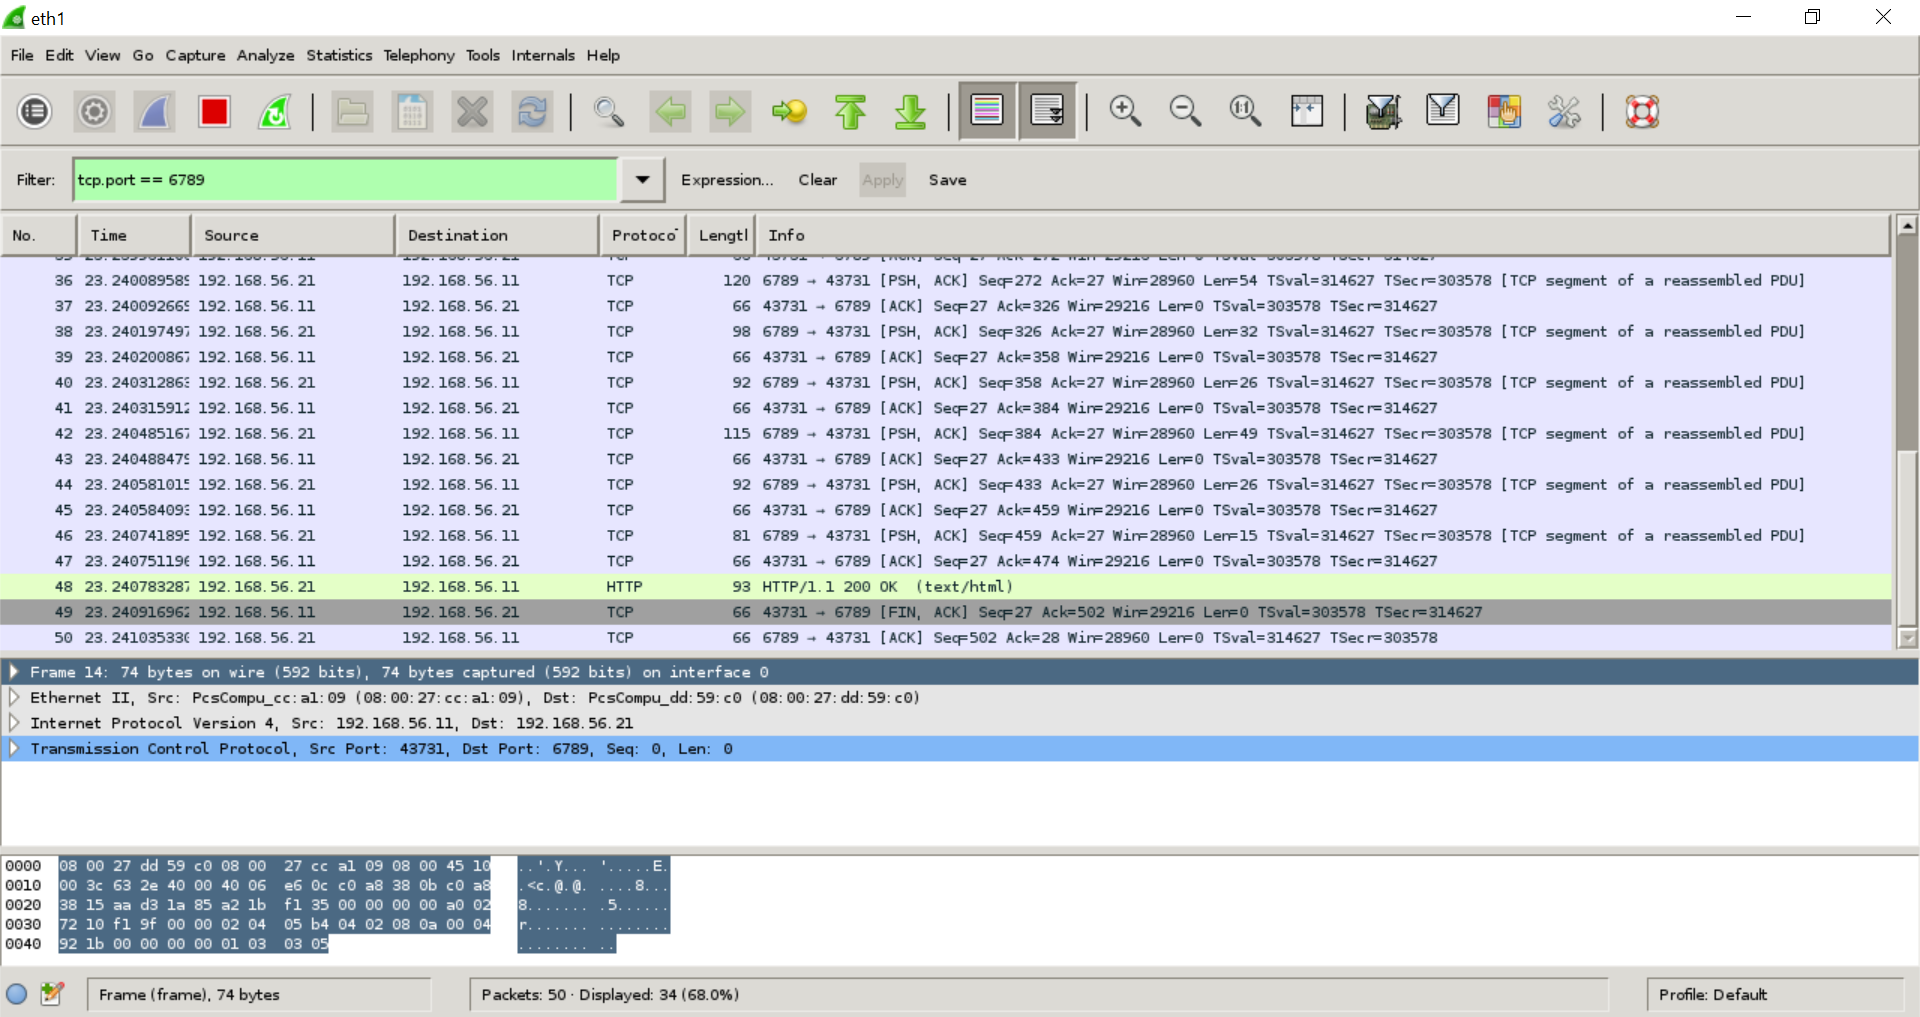 eth1
File Edit View Go Capture Analyze Statistics Telephony Tools Internals Help
Filter: tcp.port == 6789 Expression... Clear Apply Save
No. Time Source Destination Protoco Lengtl Info
36 23.240089589 192.168.56.21 192.168.56.11 TCP 120 6789 → 43731 [PSH, ACK] Seq=272 Ack=27 Win=28960 Len=54 TSval=314627 TSecr=303578 [TCP segment of a reassembled PDU]
37 23.240092669 192.168.56.11 192.168.56.21 TCP 66 43731 → 6789 [ACK] Seq=27 Ack=326 Win=29216 Len=0 TSval=303578 TSecr=314627
38 23.240197497 192.168.56.21 192.168.56.11 TCP 98 6789 → 43731 [PSH, ACK] Seq=326 Ack=27 Win=28960 Len=32 TSval=314627 TSecr=303578 [TCP segment of a reassembled PDU]
39 23.240200867 192.168.56.11 192.168.56.21 TCP 66 43731 → 6789 [ACK] Seq=27 Ack=358 Win=29216 Len=0 TSval=303578 TSecr=314627
40 23.240312863 192.168.56.21 192.168.56.11 TCP 92 6789 → 43731 [PSH, ACK] Seq=358 Ack=27 Win=28960 Len=26 TSval=314627 TSecr=303578 [TCP segment of a reassembled PDU]
41 23.240315912 192.168.56.11 192.168.56.21 TCP 66 43731 → 6789 [ACK] Seq=27 Ack=384 Win=29216 Len=0 TSval=303578 TSecr=314627
42 23.240485167 192.168.56.21 192.168.56.11 TCP 115 6789 → 43731 [PSH, ACK] Seq=384 Ack=27 Win=28960 Len=49 TSval=314627 TSecr=303578 [TCP segment of a reassembled PDU]
43 23.240488479 192.168.56.11 192.168.56.21 TCP 66 43731 → 6789 [ACK] Seq=27 Ack=433 Win=29216 Len=0 TSval=303578 TSecr=314627
44 23.240581015 192.168.56.21 192.168.56.11 TCP 92 6789 → 43731 [PSH, ACK] Seq=433 Ack=27 Win=28960 Len=26 TSval=314627 TSecr=303578 [TCP segment of a reassembled PDU]
45 23.240584093 192.168.56.11 192.168.56.21 TCP 66 43731 → 6789 [ACK] Seq=27 Ack=459 Win=29216 Len=0 TSval=303578 TSecr=314627
46 23.240741895 192.168.56.21 192.168.56.11 TCP 81 6789 → 43731 [PSH, ACK] Seq=459 Ack=27 Win=28960 Len=15 TSval=314627 TSecr=303578 [TCP segment of a reassembled PDU]
47 23.240751196 192.168.56.11 192.168.56.21 TCP 66 43731 → 6789 [ACK] Seq=27 Ack=474 Win=29216 Len=0 TSval=303578 TSecr=314627
48 23.240783287 192.168.56.21 192.168.56.11 HTTP 93 HTTP/1.1 200 OK (text/html)
49 23.240916962 192.168.56.11 192.168.56.21 TCP 66 43731 → 6789 [FIN, ACK] Seq=27 Ack=502 Win=29216 Len=0 TSval=303578 TSecr=314627
50 23.241035330 192.168.56.21 192.168.56.11 TCP 66 6789 → 43731 [ACK] Seq=502 Ack=28 Win=28960 Len=0 TSval=314627 TSecr=303578
Frame 14: 74 bytes on wire (592 bits), 74 bytes captured (592 bits) on interface 0
Ethernet II, Src: PcsCompu_cc:a1:09 (08:00:27:cc:a1:09), Dst: PcsCompu_dd:59:c0 (08:00:27:dd:59:c0)
Internet Protocol Version 4, Src: 192.168.56.11, Dst: 192.168.56.21
Transmission Control Protocol, Src Port: 43731, Dst Port: 6789, Seq: 0, Len: 0
0000 08 00 27 dd 59 c0 08 00 27 cc a1 09 08 00 45 10 ..'.Y... '.....E.
0010 00 3c 63 2e 40 00 40 06 e6 0c c0 a8 38 0b c0 a8 .<c.@.@. ....8...
0020 38 15 aa d3 1a 85 a2 1b f1 35 00 00 00 00 a0 02 8....... .5......
0030 72 10 f1 9f 00 00 02 04 05 b4 04 02 08 0a 00 04 r....... ........
0040 92 1b 00 00 00 00 01 03 03 05 ........ ..
Frame (frame), 74 bytes
Packets: 50 · Displayed: 34 (68.0%)
Profile: Default